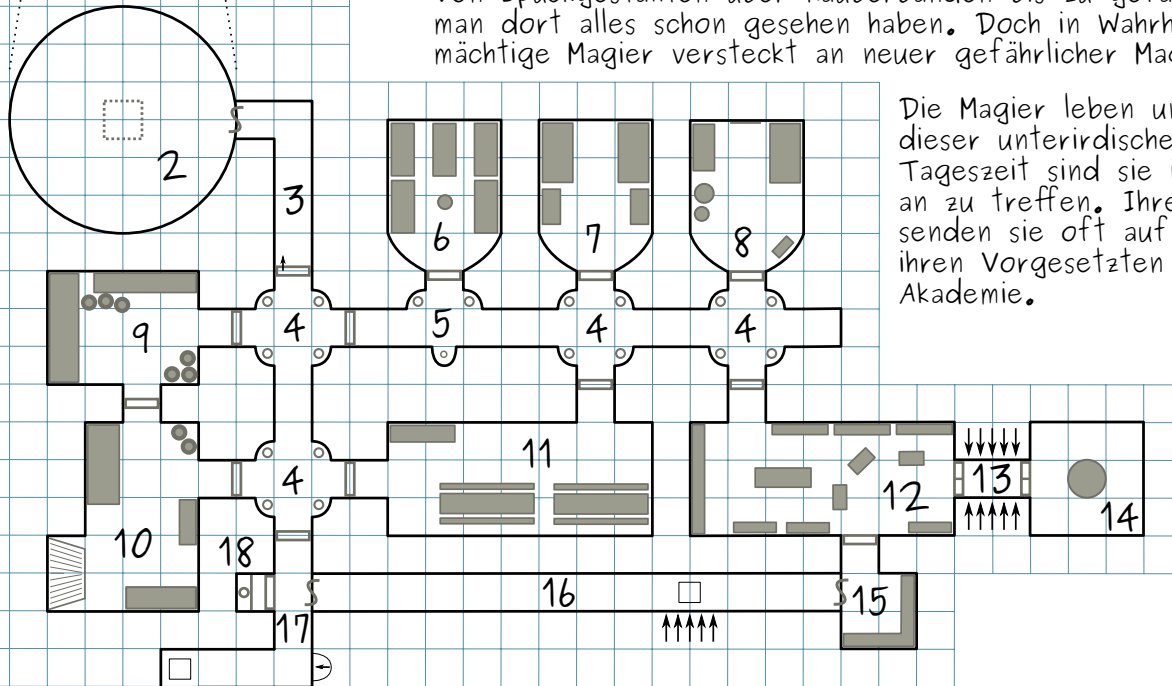 man dort alles schon gesehen haben. Doch in
mächtige Magier versteckt an neuer gefährlicher
Die Magier leben
dieser
Tageszeit sind sie
an zu treffen. Ihre
senden sie oft auf
ihren Vorgesetzten
Akademie.
2
3
6
7
8
9
4
5
4
4
11
4
12
13
14
10
18
16
15
17